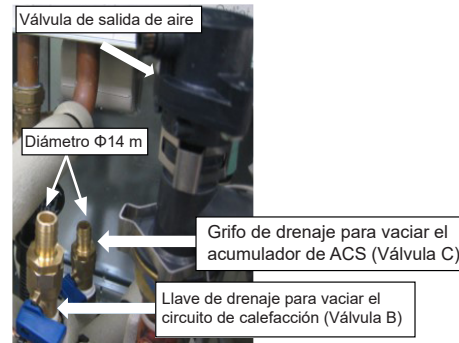 Válvula de salida de aire
Diámetro Φ14 m
Grifo de drenaje para vaciar el
acumulador de ACS (Válvula C)
Llave de drenaje para vaciar el
circuito de calefacción (Válvula B)